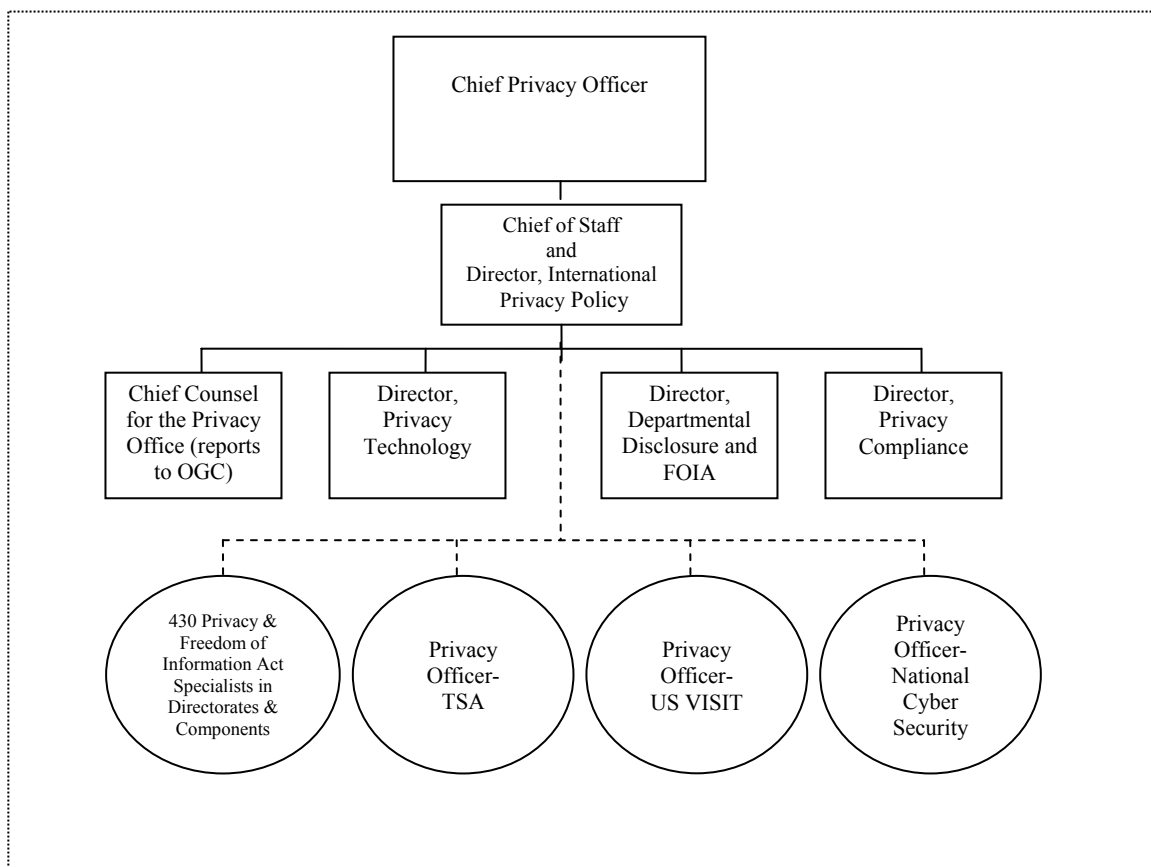 Chief Privacy Officer
Chief of Staff
and
Director, International
Privacy Policy
Chief Counsel
for the Privacy
Office (reports
to OGC)
Director,
Privacy
Technology
Director,
Departmental
Disclosure and
FOIA
Director,
Privacy
Compliance
430 Privacy &
Freedom of
Information Act
Specialists in
Directorates &
Components
Privacy
Officer-
TSA
Privacy
Officer-
US VISIT
Privacy
Officer-
National
Cyber
Security